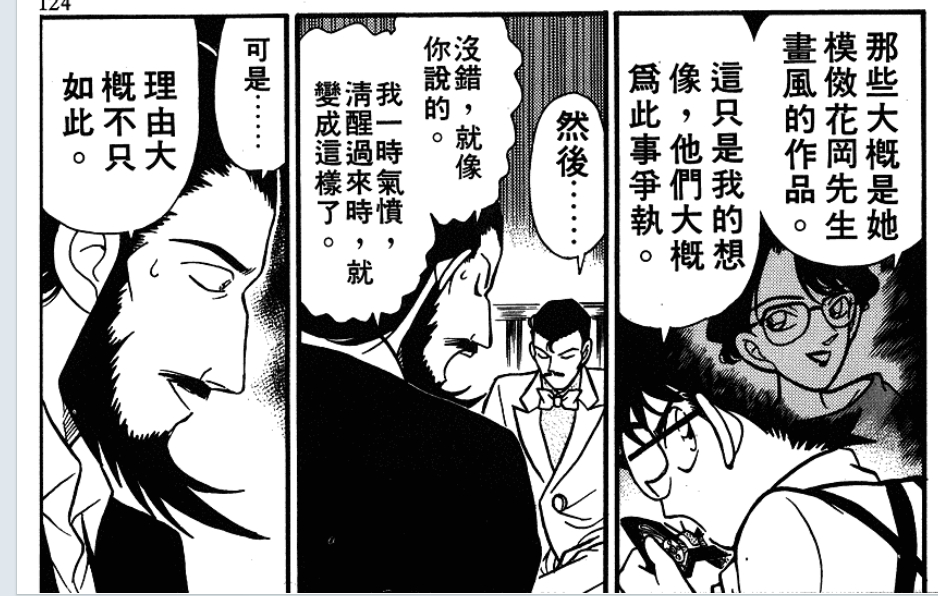 124
那些大概是她
模倣花岡先生
畫風的作品。
這只是我的想
像，他們大概
為此事爭執。
然後……
沒錯，就像
你說的。
我一時氣憤，
清醒過來時，就
變成這樣了。
可是……
理由大
概不只
如此。